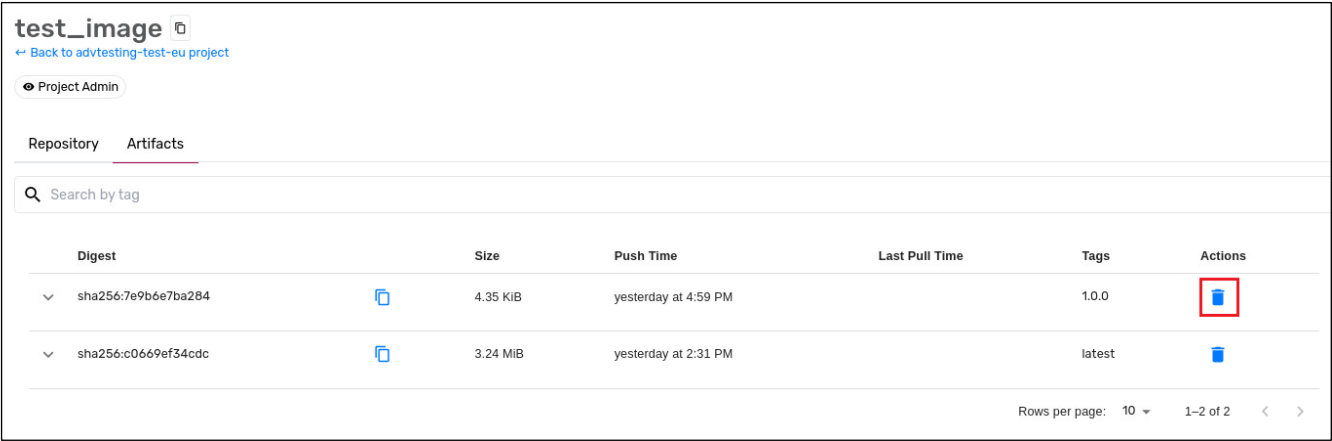 test_image
↩ Back to advtesting-test-eu project
Project Admin
Repository Artifacts
Search by tag
Digest Size Push Time Last Pull Time Tags Actions
sha256:7e9b6e7ba284 4.35 KiB yesterday at 4:59 PM 1.0.0
sha256:c0669ef34cdc 3.24 MiB yesterday at 2:31 PM latest
Rows per page: 10 1–2 of 2